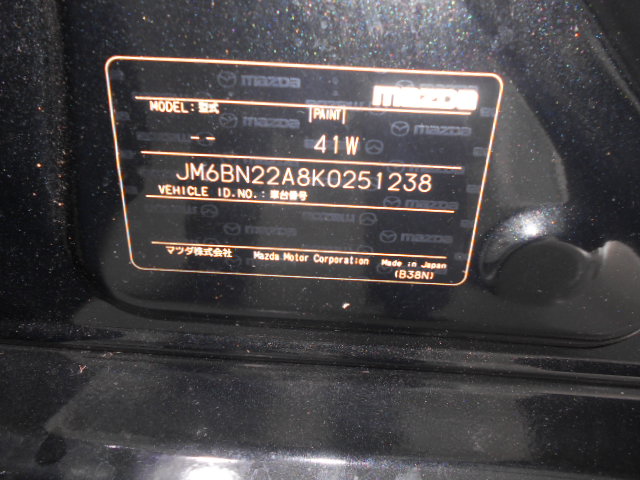 mazda
MODEL:型式
PAINT
--
41W
JM6BN22A8K0251238
VEHICLE ID.NO.:車台番号
マツダ株式会社
Mazda Motor Corporation
Made in Japan
(B38N)